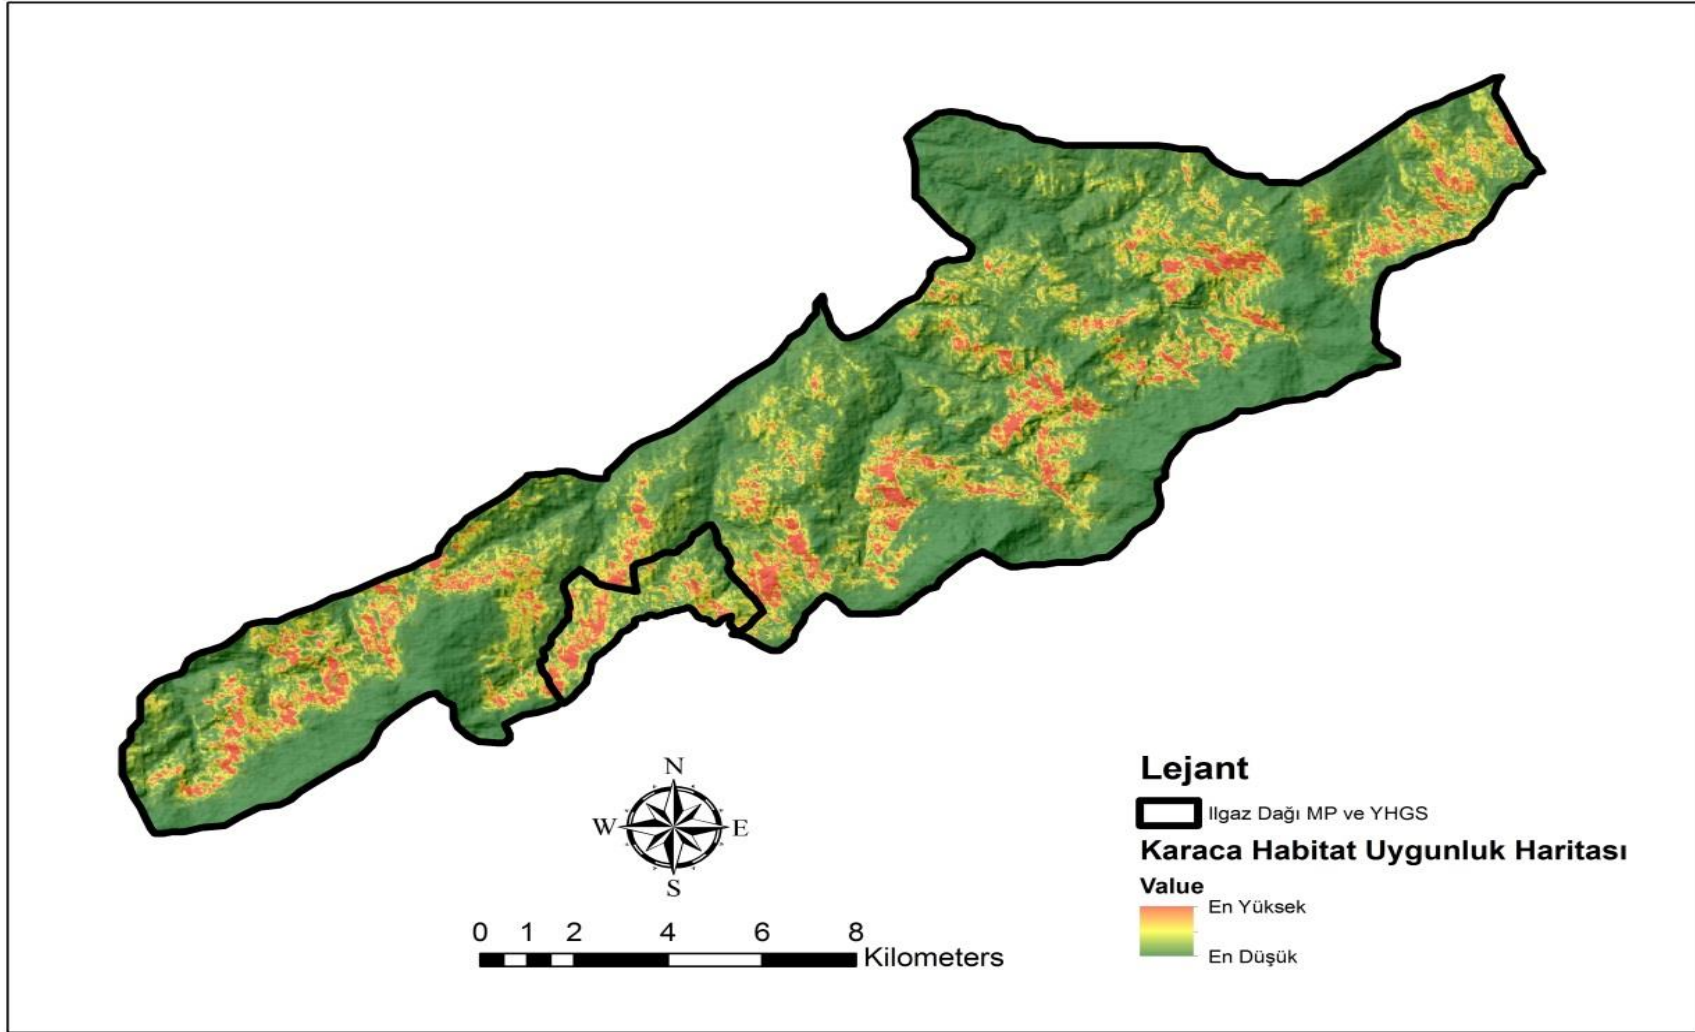 N
W E
S
0 1 2 4 6 8
Kilometers
Lejant
Ilgaz Dağı MP ve YHGS
Karaca Habitat Uygunluk Haritası
Value
En Yüksek
En Düşük